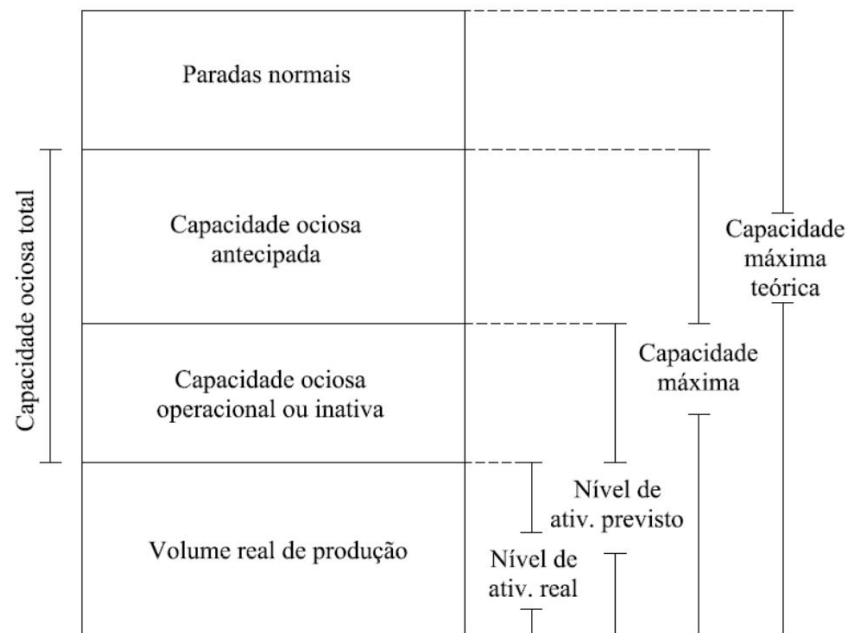 Paradas normais
Capacidade ociosa total
Capacidade ociosa
antecipada
Capacidade
máxima
teórica
Capacidade ociosa
operacional ou inativa
Capacidade
máxima
Nível de
ativ. previsto
Volume real de produção
Nível de
ativ. real